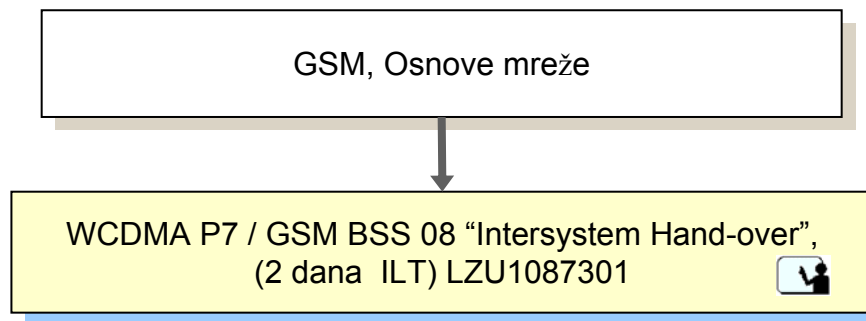 GSM, Osnove mreže
WCDMA P7 / GSM BSS 08 “Intersystem Hand-over”,
(2 dana  ILT) LZU1087301